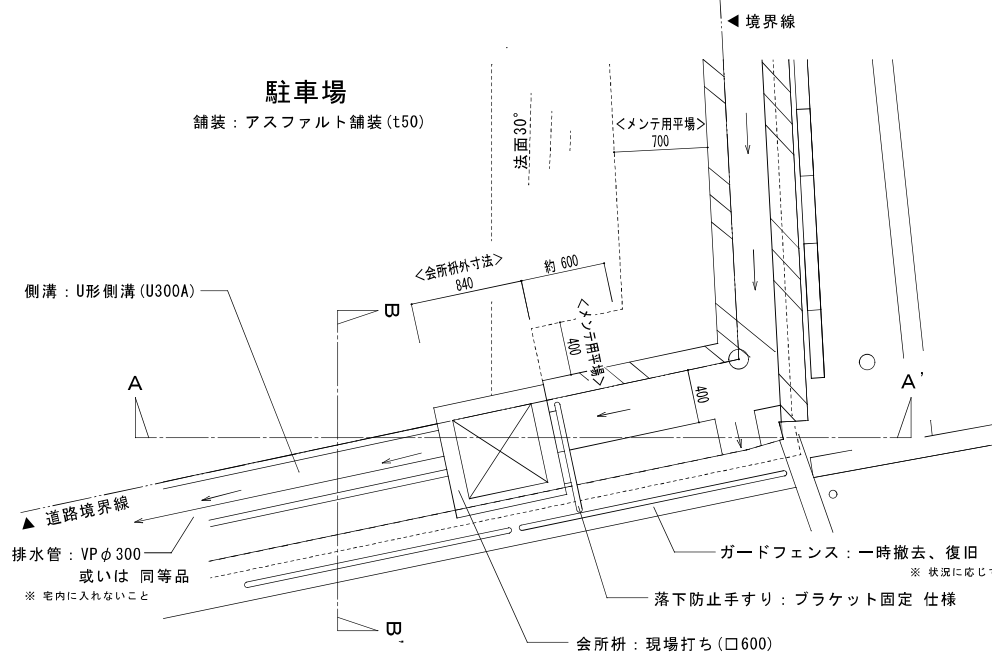 ◀ 境界線
駐車場
舗装：アスファルト舗装(t50)
法面30°
<メンテ用平場>
700
<会所枡外寸法>
840
約 600
側溝：U形側溝(U300A)
B
<メンテ用平場>
400
400
A
A'
▲ 道路境界線
排水管：VPφ300
或いは 同等品
※ 宅内に入れないこと
ガードフェンス：一時撤去、復旧
※ 状況に応じ
落下防止手すり：ブラケット固定 仕様
B'
会所枡：現場打ち(□600)